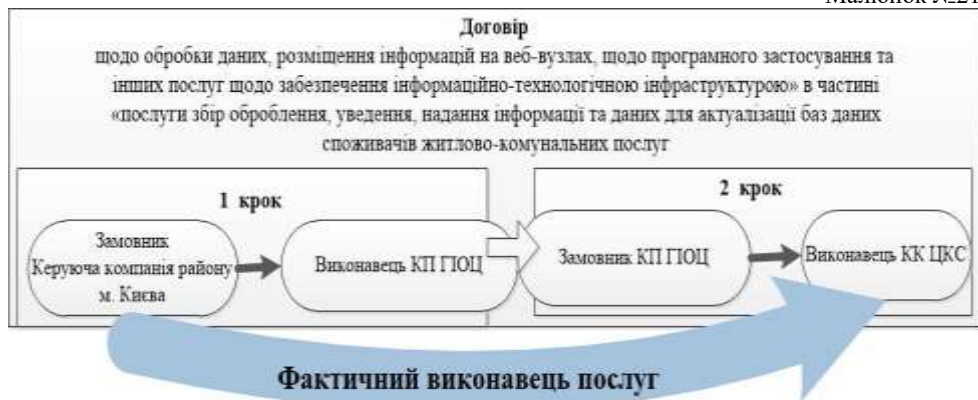 Малюнок №21
Договір
щодо обробки даних, розміщення інформацій на веб-вузлах, щодо програмного застосування та
інших послуг щодо забезпечення інформаційно-технологічною інфраструктурою» в частині
«послуги збір оброблення, уведення, надання інформації та даних для актуалізації баз даних
споживачів житлово-комунальних послуг
1 крок
2 крок
Замовник
Керуюча компанія району
м. Києва
Виконавець КП ГІОЦ
Замовник КП ГІОЦ
Виконавець КК ЦКС
Фактичний виконавець послуг